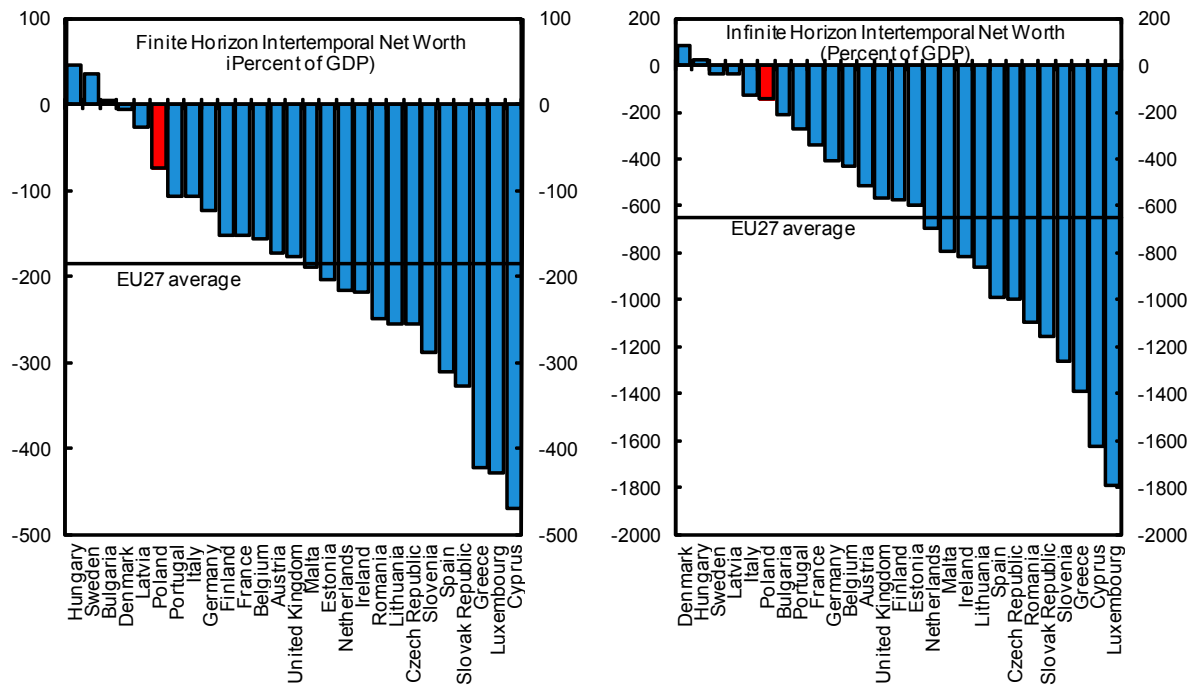 100
0
-100
-200
-300
-400
-500
Finite Horizon Intertemporal Net Worth
iPercent of GDP)
EU27 average
100
0
-100
-200
-300
-400
-500
Hungary
Sweden
Bulgaria
Denmark
Latvia
Poland
Portugal
Italy
Germany
Finland
France
Belgium
Austria
United Kingdom
Malta
Estonia
Netherlands
Ireland
Romania
Lithuania
Czech Republic
Slovenia
Spain
Slovak Republic
Greece
Luxembourg
Cyprus
200
0
-200
-400
-600
-800
-1000
-1200
-1400
-1600
-1800
-2000
Infinite Horizon Intertemporal Net Worth
(Percent of GDP)
EU27 average
200
0
-200
-400
-600
-800
-1000
-1200
-1400
-1600
-1800
-2000
Denmark
Hungary
Sweden
Latvia
Italy
Poland
Bulgaria
Portugal
France
Germany
Belgium
Austria
United Kingdom
Finland
Estonia
Netherlands
Malta
Ireland
Lithuania
Spain
Czech Republic
Romania
Slovak Republic
Slovenia
Greece
Cyprus
Luxembourg